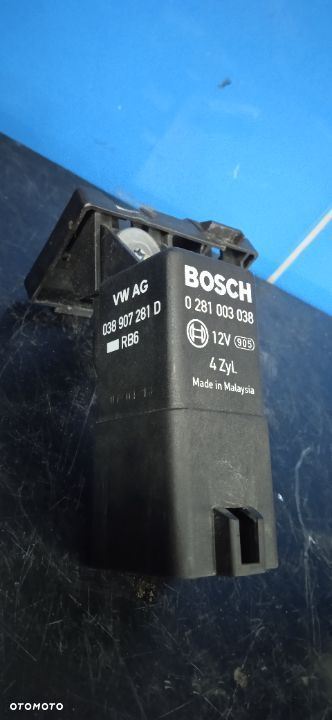 VW AG
038 907 281 D
RB6
BOSCH
0 281 003 038
12V 905
4 Zyl.
Made in Malaysia
OTOMOTO